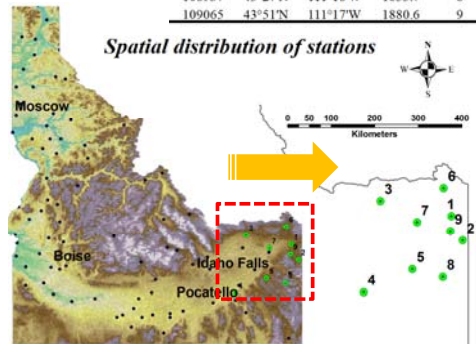 109065 43°51'N 111°17'W 1880.6 9
Spatial distribution of stations
N
W E
S
Moscow
0 50 100 200 300 400
Kilometers
6
3
1
7
9
2
Boise
Idaho Falls
5
8
4
Pocatello